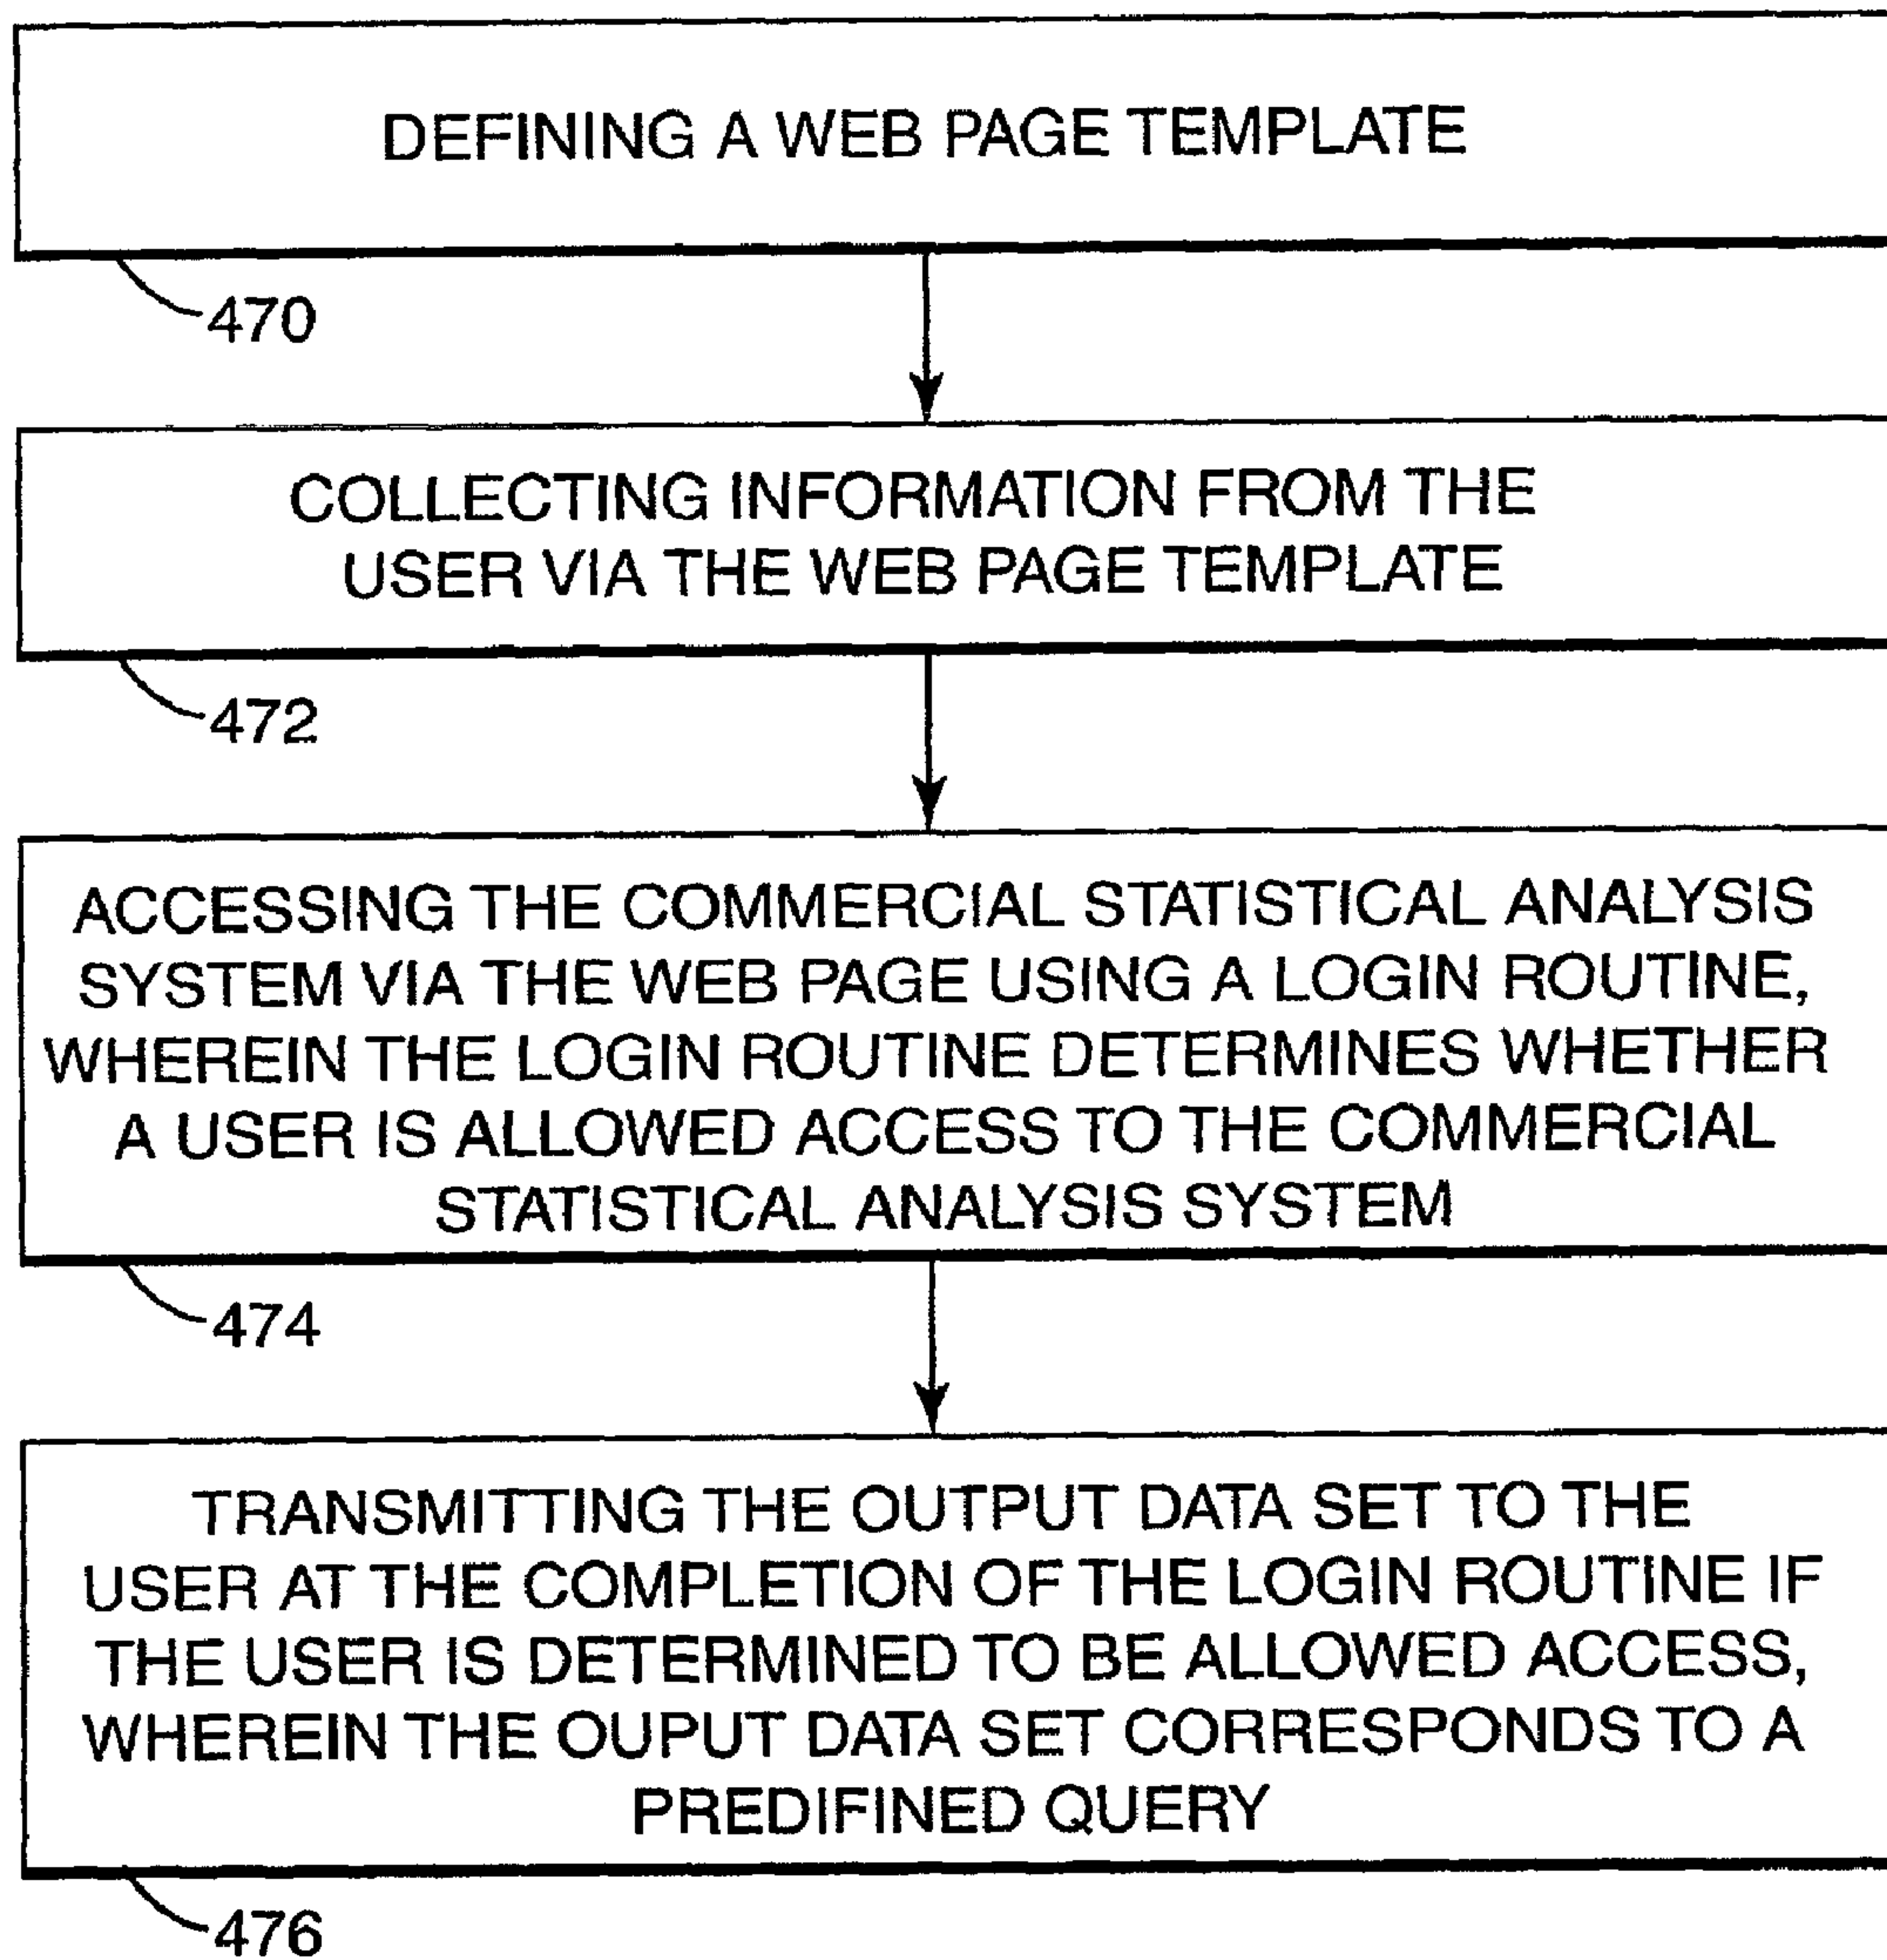 DEFINING A WEB PAGE TEMPLATE
470
COLLECTING INFORMATION FROM THE
USER VIA THE WEB PAGE TEMPLATE
472
ACCESSING THE COMMERCIAL STATISTICAL ANALYSIS
SYSTEM VIA THE WEB PAGE USING A LOGIN ROUTINE,
WHEREIN THE LOGIN ROUTINE DETERMINES WHETHER
A USER IS ALLOWED ACCESS TO THE COMMERCIAL
STATISTICAL ANALYSIS SYSTEM
474
TRANSMITTING THE OUTPUT DATA SET TO THE
USER AT THE COMPLETION OF THE LOGIN ROUTINE IF
THE USER IS DETERMINED TO BE ALLOWED ACCESS,
WHEREIN THE OUPUT DATA SET CORRESPONDS TO A
PREDIFINED QUERY
476